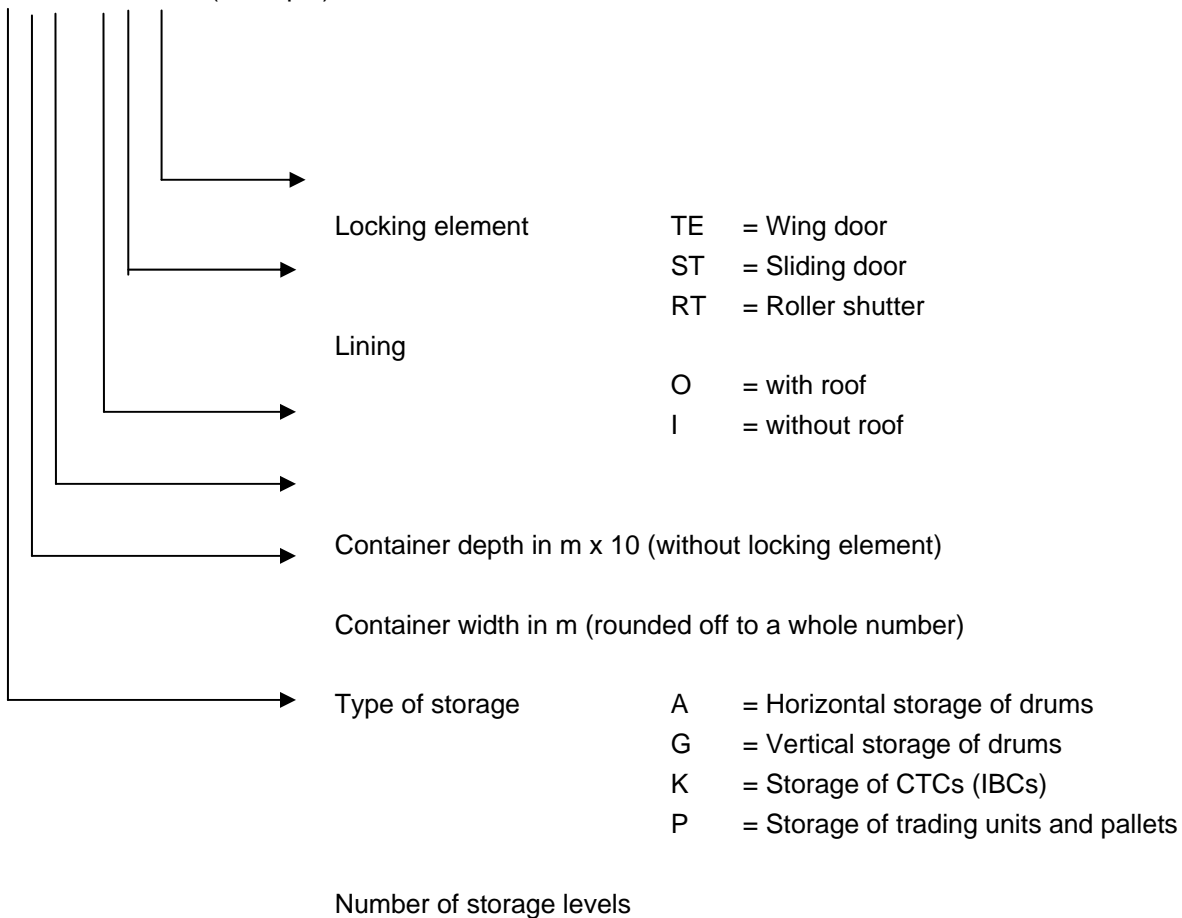 Locking element TE = Wing door
ST = Sliding door
RT = Roller shutter
Lining
O = with roof
I = without roof
Container depth in m x 10 (without locking element)
Container width in m (rounded off to a whole number)
Type of storage A = Horizontal storage of drums
G = Vertical storage of drums
K = Storage of CTCs (IBCs)
P = Storage of trading units and pallets
Number of storage levels